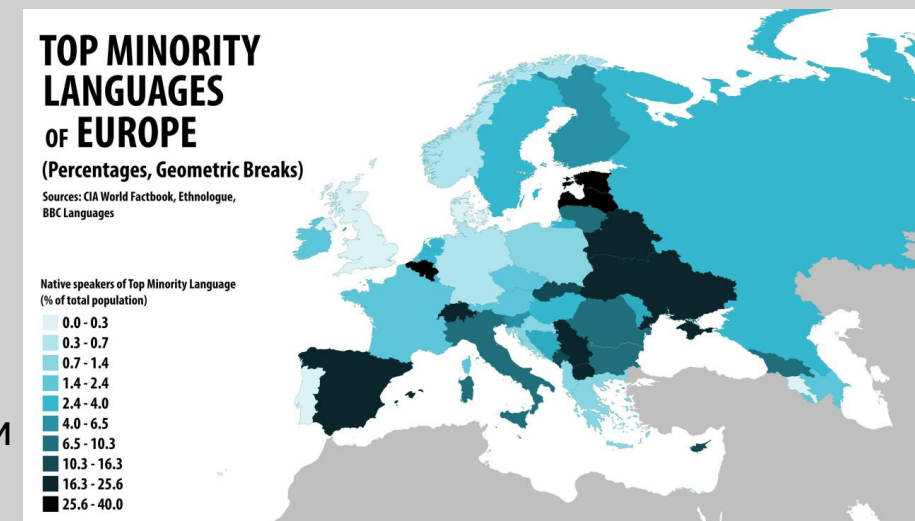 TOP MINORITY
LANGUAGES
OF EUROPE
(Percentages, Geometric Breaks)
Sources: CIA World Factbook, Ethnologue,
BBC Languages
Native speakers of Top Minority Language
(% of total population)
0.0 - 0.3
0.3 - 0.7
0.7 - 1.4
1.4 - 2.4
2.4 - 4.0
4.0 - 6.5
6.5 - 10.3
10.3 - 16.3
16.3 - 25.6
25.6 - 40.0